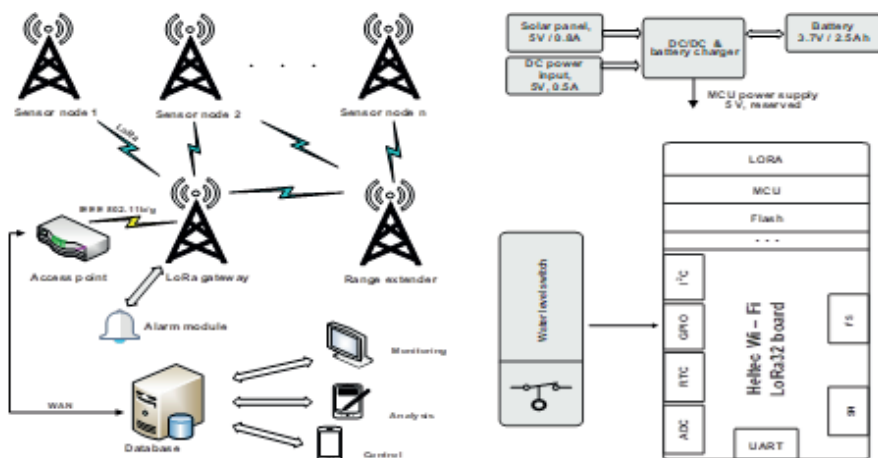 Sensor node 1
Sensor node 2
. . .
Sensor node n
LoRa
IEEE 802.11b/g
Access point
LoRa gateway
Range extender
Alarm module
WAN
Database
Monitoring
Analysis
Control
Solar panel,
5V / 0.8A
DC power
input,
5V, 0.5A
DC/DC &
battery charger
Battery
3.7V / 2.5Ah
MCU power supply
5V, reserved
Water level switch
LORA
MCU
Flash
- - -
I²C
GPIO
RTC
ADC
Heltec Wi – Fi
LoRa32 board
UART